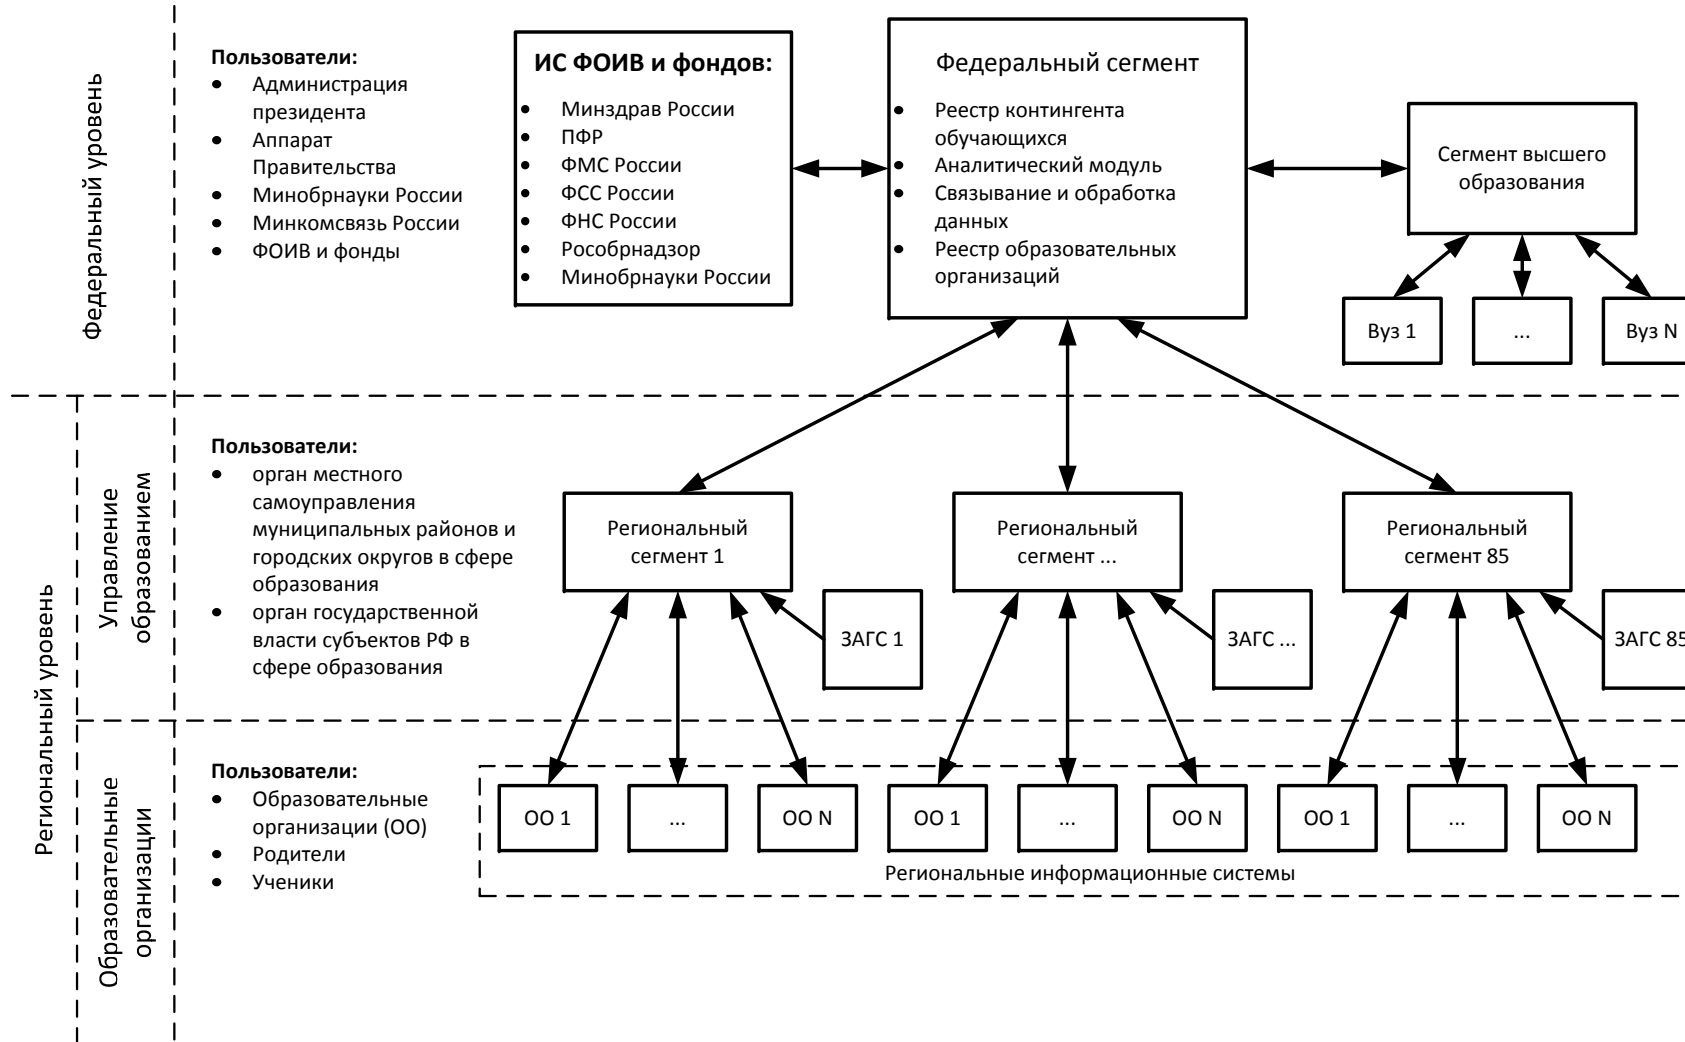 Федеральный уровень
Пользователи:
• Администрация
президента
• Аппарат
Правительства
• Минобрнауки России
• Минкомсвязь России
• ФОИВ и фонды
ИС ФОИВ и фондов:
• Минздрав России
• ПФР
• ФМС России
• ФСС России
• ФНС России
• Рособрнадзор
• Минобрнауки России
Федеральный сегмент
• Реестр контингента
обучающихся
• Аналитический модуль
• Связывание и обработка
данных
• Реестр образовательных
организаций
Сегмент высшего
образования
Вуз 1
...
Вуз N
Региональный уровень
Управление
образованием
Пользователи:
• орган местного
самоуправления
муниципальных районов и
городских округов в сфере
образования
• орган государственной
власти субъектов РФ в
сфере образования
Региональный
сегмент 1
Региональный
сегмент ...
Региональный
сегмент 85
ЗАГС 1
ЗАГС ...
ЗАГС 85
Образовательные
организации
Пользователи:
• Образовательные
организации (ОО)
• Родители
• Ученики
ОО 1
...
ОО N
ОО 1
...
ОО N
ОО 1
...
ОО N
Региональные информационные системы